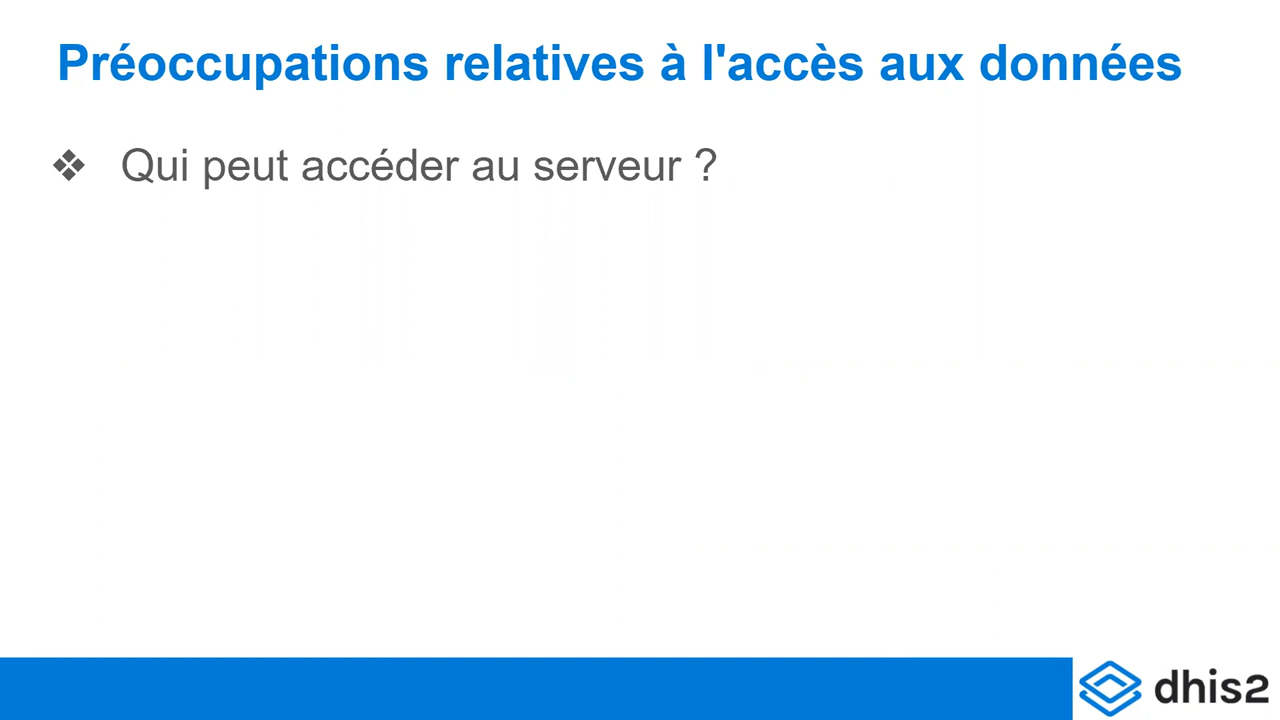 Préoccupations relatives à l'accès aux données
❖ Qui peut accéder au serveur ?
dhis2